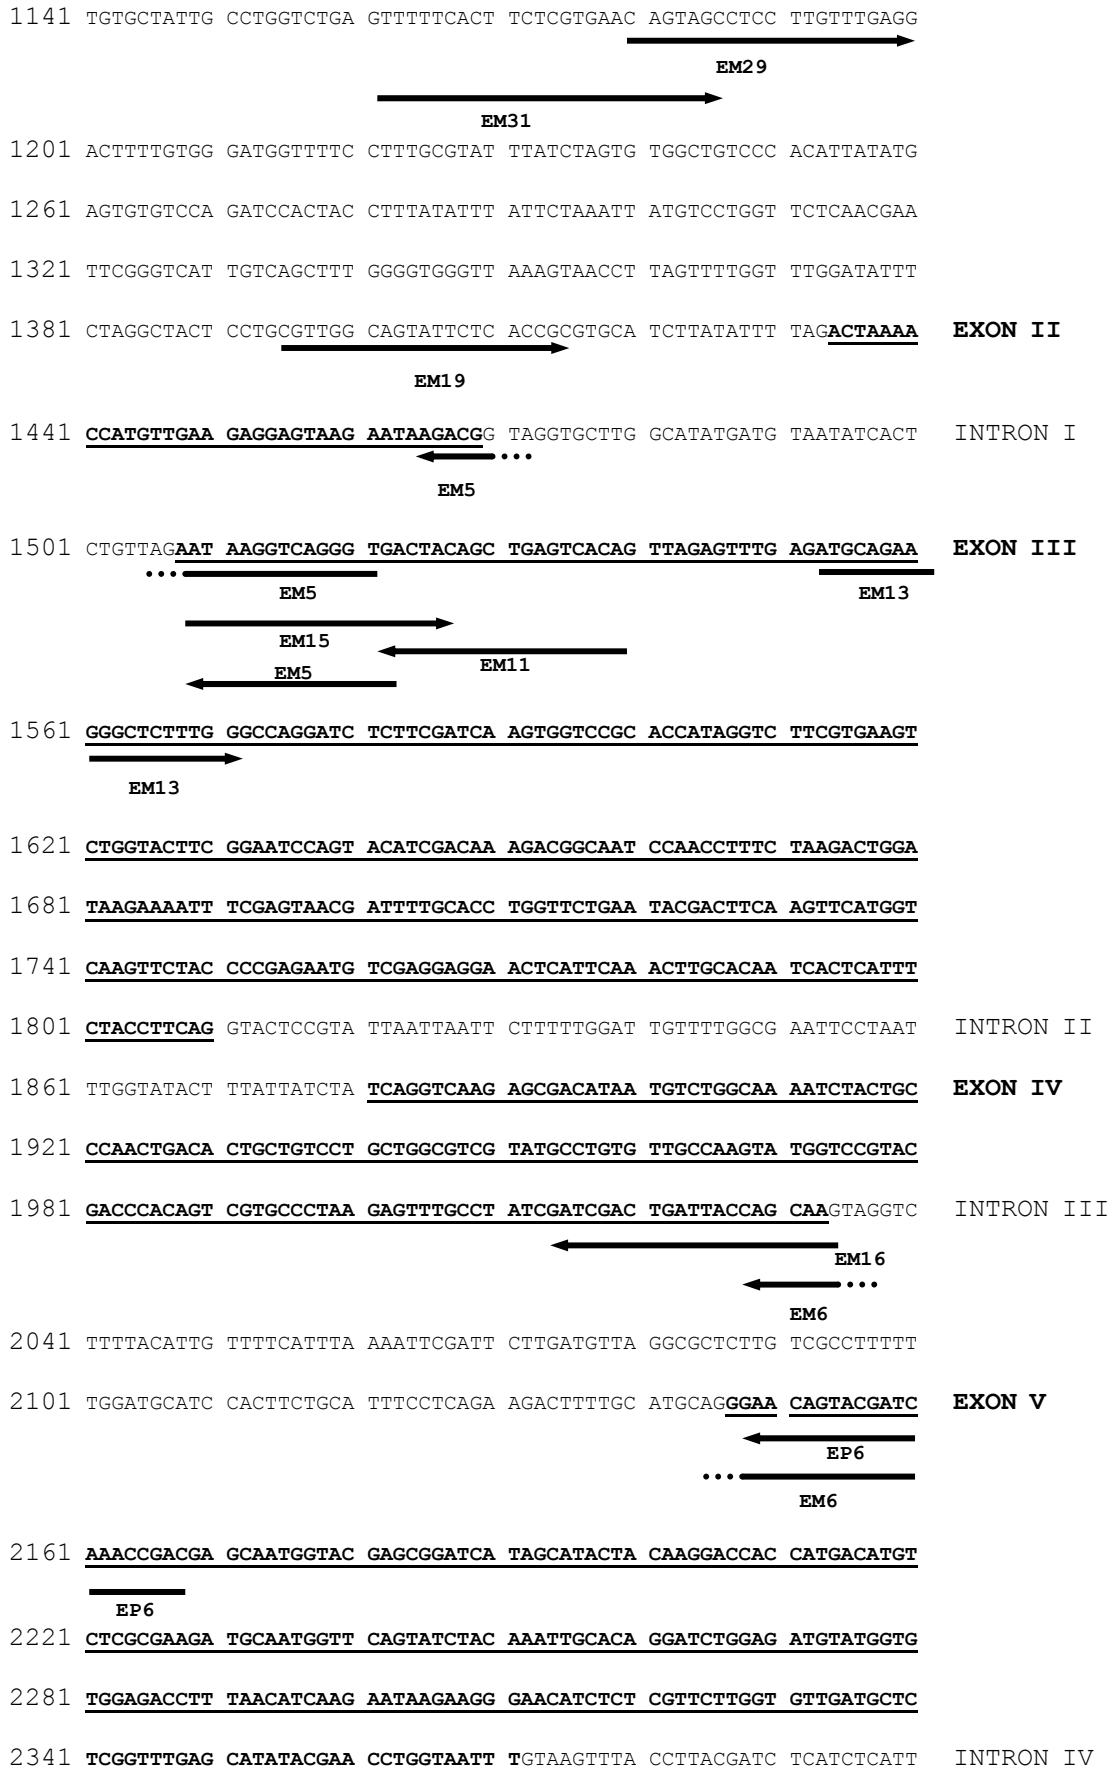 1141 TGTGCTATTG CCTGGTCTGA GTTTTTCACT TCTCGTGAAC CAGTAGCCTCC TTGTTTGAGG
EM29
EM31
1201 ACTTTTGTGG GATGGTTTTC CTTTGCGTAT TTATCTAGTG TGGCTGTCCC ACATTATATG
1261 AGTGTGTCCA GATCCACTAC CTTTATATTT ATTCTAAATT ATGTCCTGGT TCTCAACGAA
1321 TTCGGGTCAT TGTCAGCTTT GGGGTGGGTT AAAGTAACCT TAGTTTTGGT TTGGATATTT
1381 CTAGGCTACT CCTGCGTTGG CAGTATTCTC ACCGCGTGCA TCTTATATTT TAGACTAAAA EXON II
EM19
1441 CCATGTTGAA GAGGAGTAAG AATAAGACGG GTAGGTGCTTG GCATATGATG TAATATCACT INTRON I
EM5
1501 CTGTTAGAAT AAGGTCAGGG TGACTACAGC TGAGTCACAG TTAGAGTTTG AGATGCAGAA EXON III
EM5 EM13
EM15
EM11
EM5
1561 GGGCTCTTTG GGCCAGGATC TCTTCGATCA AGTGGTCCGC ACCATAGGTC TTCGTGAAGT
EM13
1621 CTGGTACTTC GGAATCCAGT ACATCGACAA AGACGGCAAT CCAACCTTTC TAAGACTGGA
1681 TAAGAAAATT TCGAGTAACG ATTTTGCACC TGGTTCTGAA TACGACTTCA AGTTCATGGT
1741 CAAGTTCTAC CCCGAGAATG TCGAGGAGGA ACTCATTCAA ACTTGCACAA TCACTCATTT
1801 CTACCTTCAG GTACTCCGTA TTAATTAATT CTTTTTGGAT TGTTTTGGCG AATTCCTAAT INTRON II
1861 TTGGTATACT TTATTATCTA TCAGGTCAAG AGCGACATAA TGTCTGGCAA AATCTACTGC EXON IV
1921 CCAACTGACA CTGCTGTCCT GCTGGCGTCG TATGCCTGTG TTGCCAAGTA TGGTCCGTAC
1981 GACCCACAGT CGTGCCCTAA GAGTTTGCCT ATCGATCGAC TGATTACCAG CAAGTAGGTC INTRON III
EM16
EM6
2041 TTTTACATTG TTTTCATTTA AAATTCGATT CTTGATGTTA GGCGCTCTTG TCGCCTTTTT
2101 TGGATGCATC CACTTCTGCA TTTCCTCAGA AGACTTTTGC ATGCAGGGAA CAGTACGATC EXON V
EP6
EM6
2161 AAACCGACGA GCAATGGTAC GAGCGGATCA TAGCATACTA CAAGGACCAC CATGACATGT
EP6
2221 CTCGCGAAGA TGCAATGGTT CAGTATCTAC AAATTGCACA GGATCTGGAG ATGTATGGTG
2281 TGGAGACCTT TAACATCAAG AATAAGAAGG GAACATCTCT CGTTCTTGGT GTTGATGCTC
2341 TCGGTTTGAG CATATACGAA CCTGGTAATT TGTAAGTTTA CCTTACGATC TCATCTCATT INTRON IV